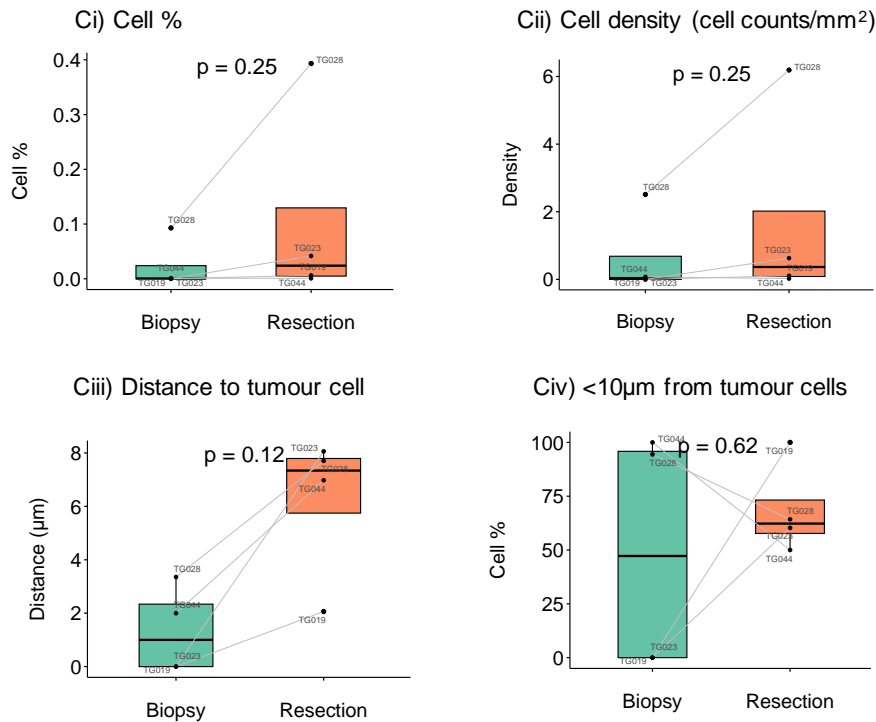 Ci) Cell %
p = 0.25
TG028
0.4
0.3
0.2
0.1
0.0
Cell %
TG028
TG044
TG019
TG023
TG023
TG019
TG044
Biopsy
Resection
Cii) Cell density (cell counts/mm²)
p = 0.25
TG028
6
4
2
0
Density
TG028
TG044
TG019
TG023
TG023
TG019
TG044
Biopsy
Resection
Ciii) Distance to tumour cell
p = 0.12
TG023
8
6
4
2
0
Distance (µm)
TG028
TG044
TG028
TG044
TG023
TG019
TG019
Biopsy
Resection
Civ) <10µm from tumour cells
p = 0.62
100
75
50
25
0
Cell %
TG044
TG028
TG019
TG028
TG023
TG044
TG023
TG019
Biopsy
Resection